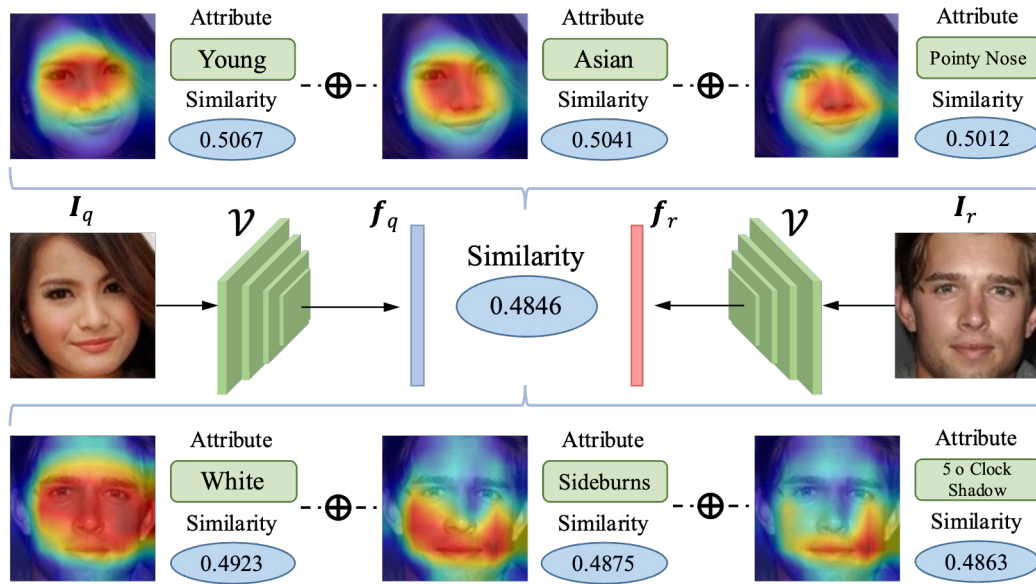 Attribute
Young
Similarity
0.5067
Attribute
Asian
Similarity
0.5041
Attribute
Pointy Nose
Similarity
0.5012
I_q
𝒱
f_q
Similarity
0.4846
f_r
𝒱
I_r
Attribute
White
Similarity
0.4923
Attribute
Sideburns
Similarity
0.4875
Attribute
5 o Clock
Shadow
Similarity
0.4863